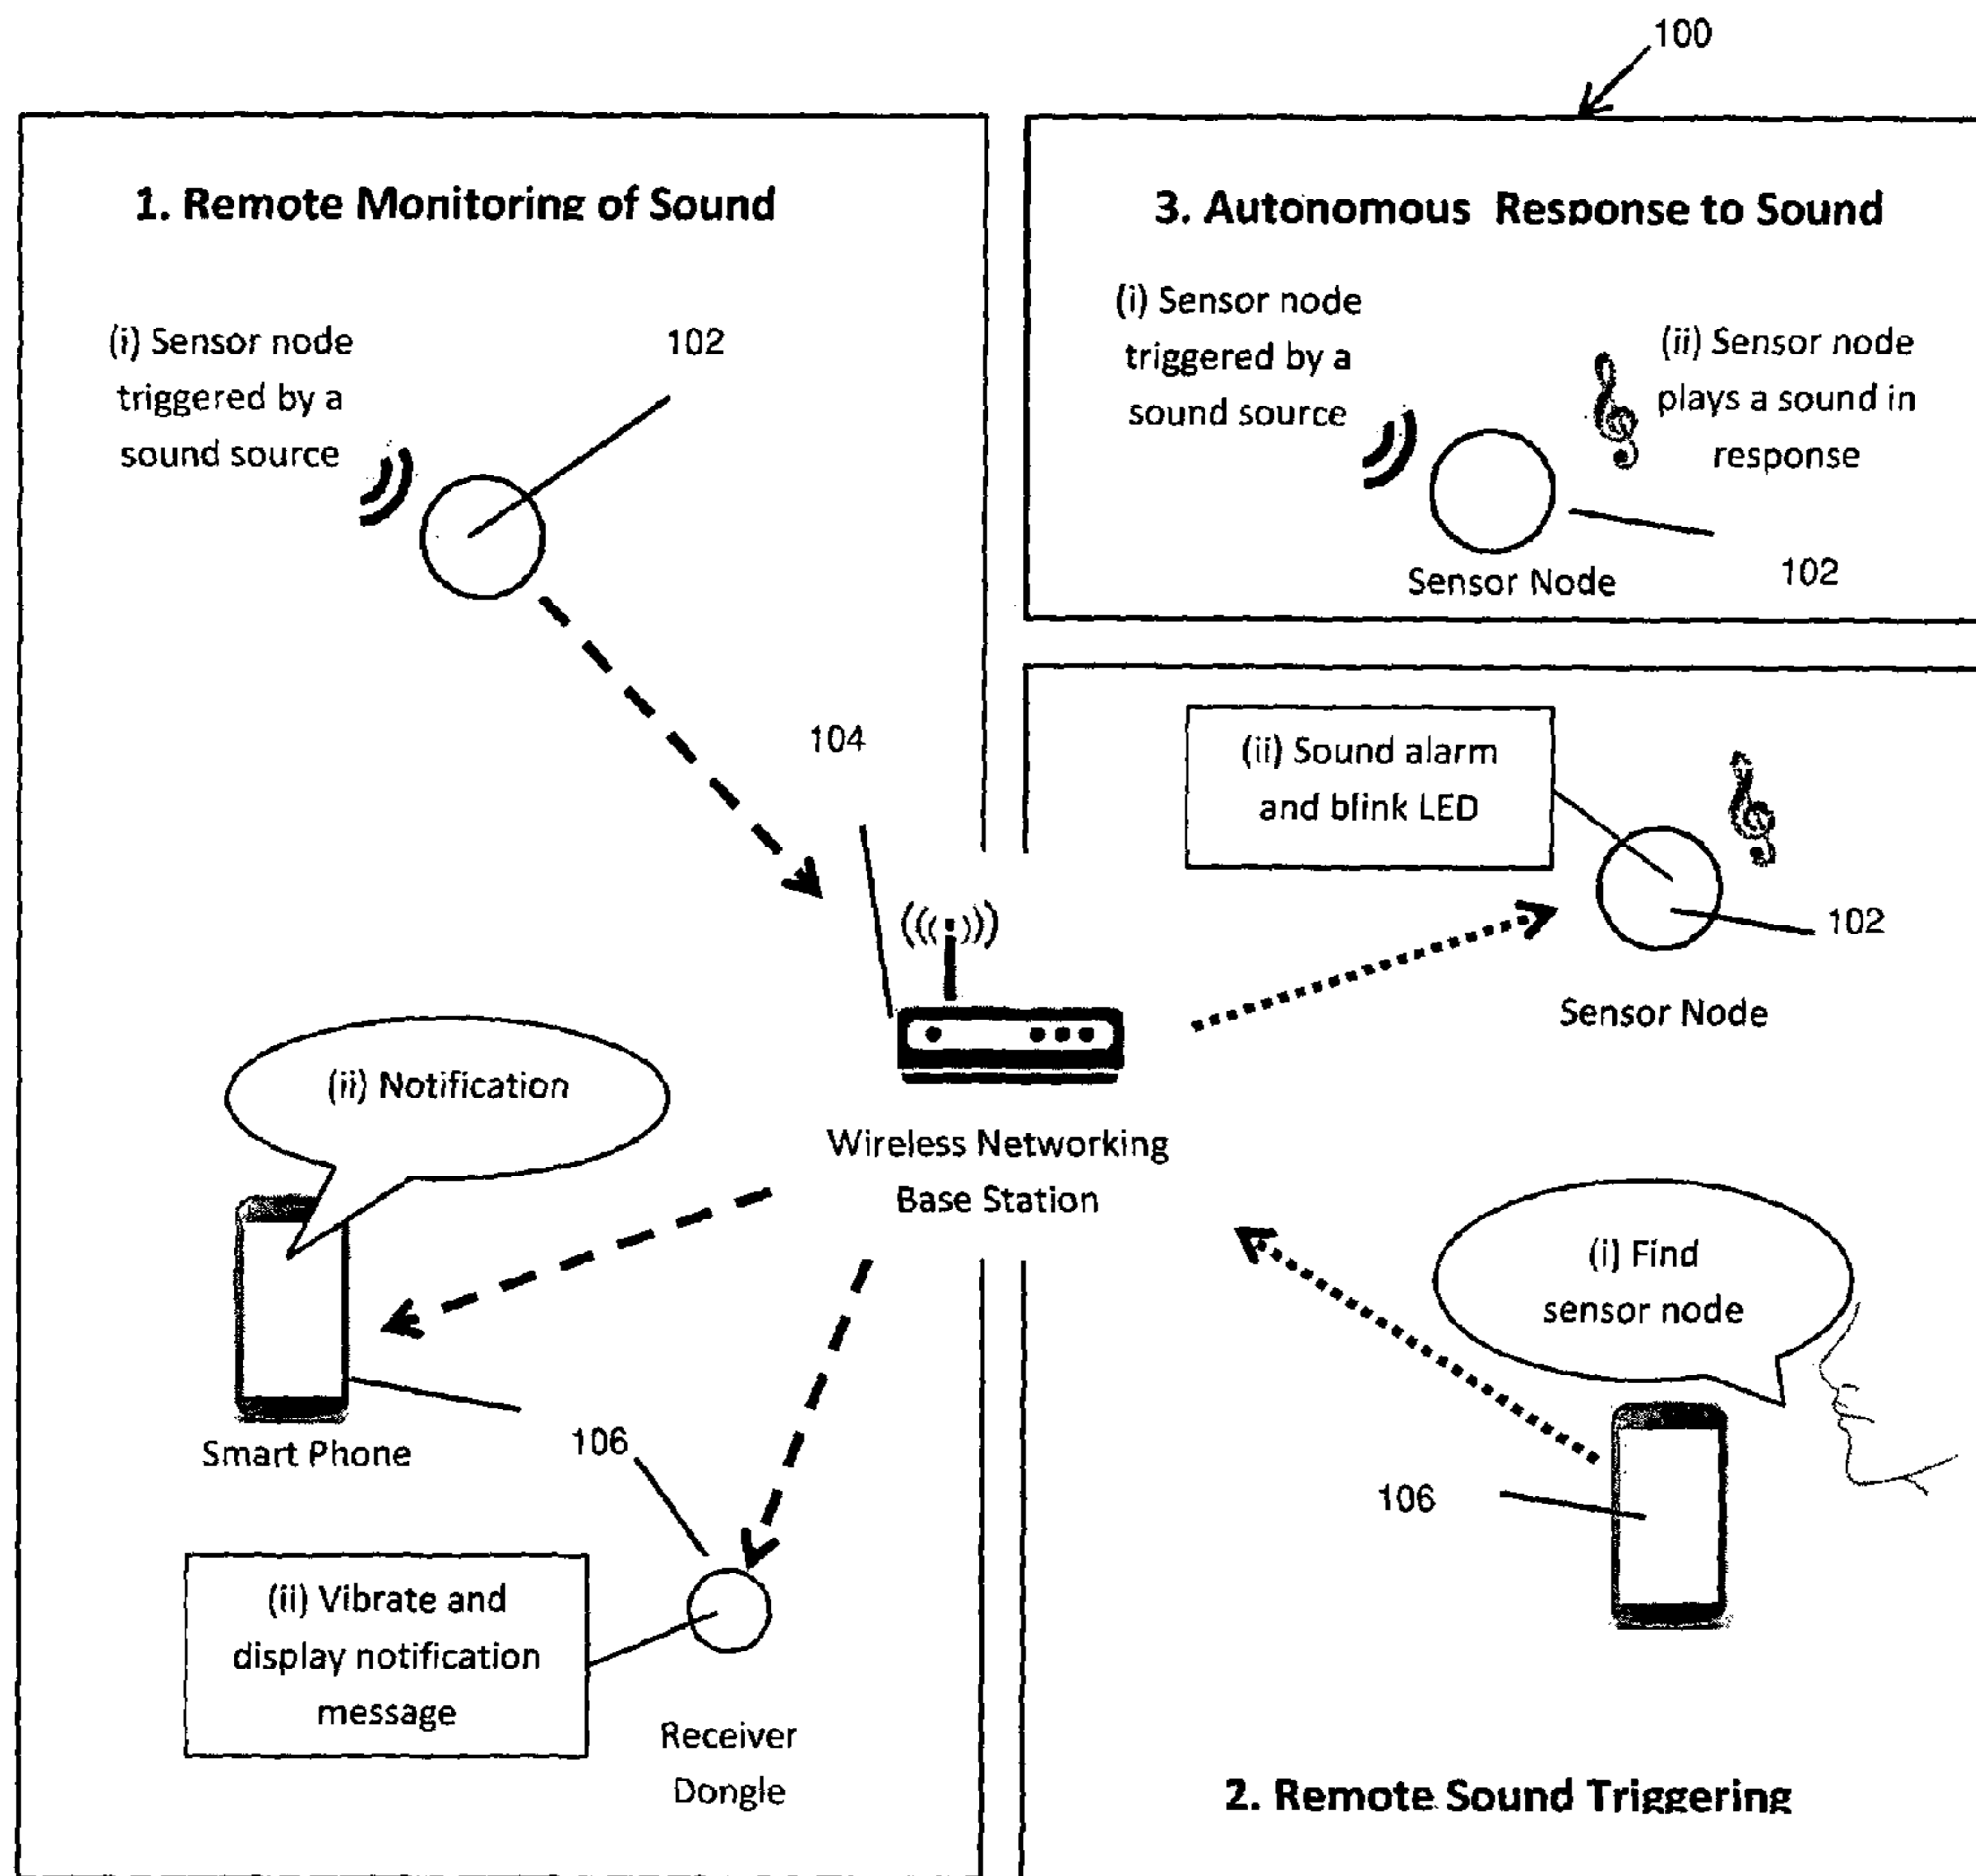 100
1. Remote Monitoring of Sound
(i) Sensor node
triggered by a
sound source
102
104
(ii) Notification
Smart Phone
106
(ii) Vibrate and
display notification
message
Receiver
Dongle
Wireless Networking
Base Station
3. Autonomous Response to Sound
(i) Sensor node
triggered by a
sound source
(ii) Sensor node
plays a sound in
response
Sensor Node
102
(ii) Sound alarm
and blink LED
102
Sensor Node
(i) Find
sensor node
106
2. Remote Sound Triggering